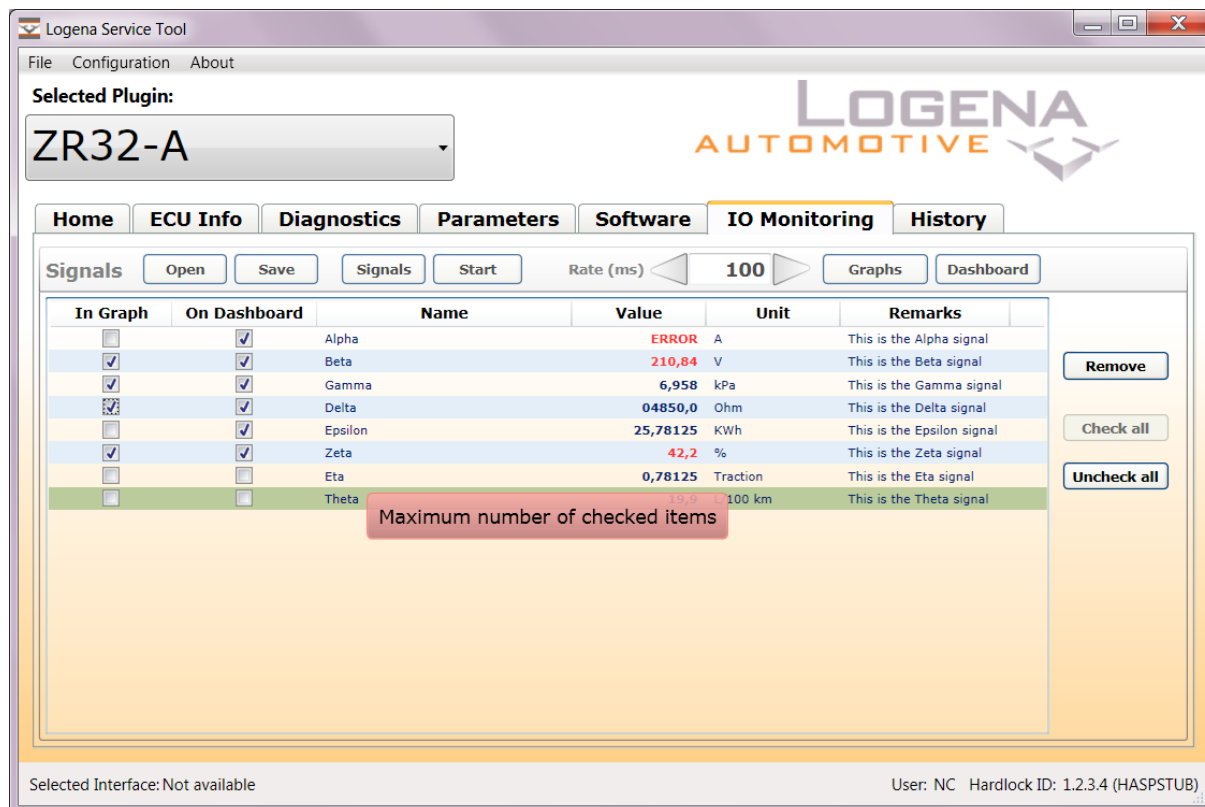 Logena Service Tool
File Configuration About
Selected Plugin:
ZR32-A
LOGENA
AUTOMOTIVE
Home ECU Info Diagnostics Parameters Software IO Monitoring History
Signals Open Save Signals Start Rate (ms) 100 Graphs Dashboard
In Graph On Dashboard Name Value Unit Remarks
Alpha ERROR A This is the Alpha signal
Beta 210,84 V This is the Beta signal
Remove
Gamma 6,958 kPa This is the Gamma signal
Delta 04850,0 Ohm This is the Delta signal
Epsilon 25,78125 KWh This is the Epsilon signal
Check all
Zeta 42,2 % This is the Zeta signal
Eta 0,78125 Traction This is the Eta signal
Uncheck all
Theta 19,9 L/100 km This is the Theta signal
Maximum number of checked items
Selected Interface: Not available User: NC Hardlock ID: 1.2.3.4 (HASPSTUB)